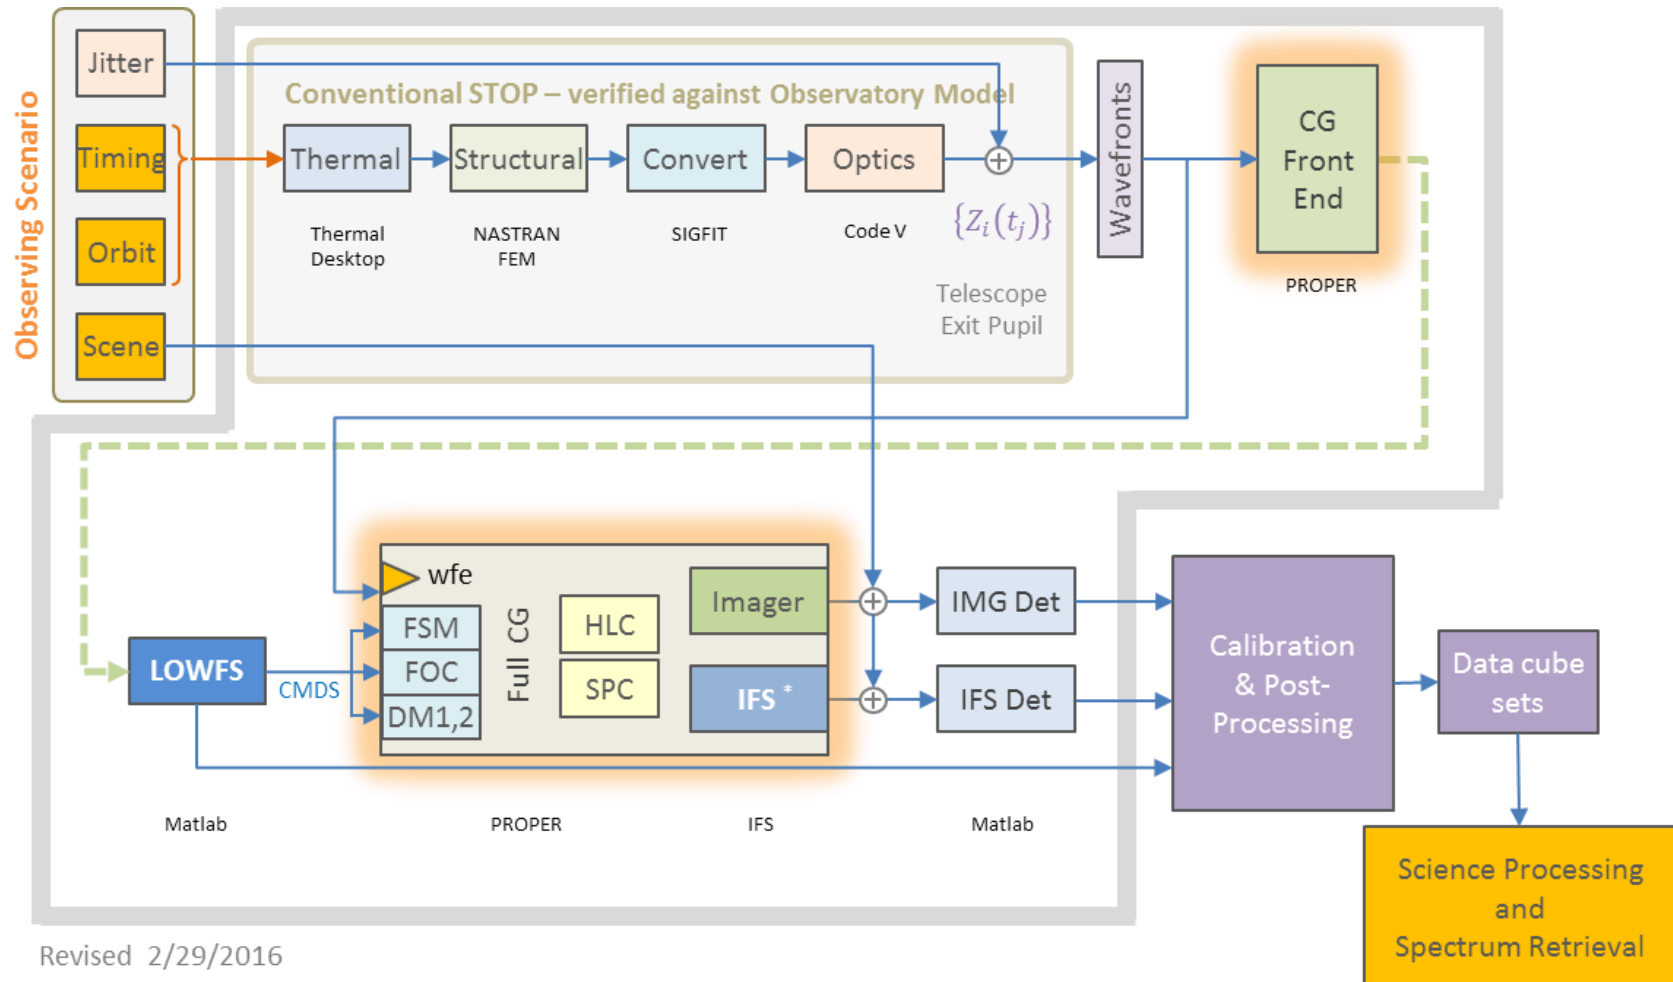 Observing Scenario
Jitter
Timing
Orbit
Scene
Conventional STOP – verified against Observatory Model
Thermal
Structural
Convert
Optics
Thermal
Desktop
NASTRAN
FEM
SIGFIT
Code V
{Z_i(t_j)}
Telescope
Exit Pupil
Wavefronts
CG
Front
End
PROPER
wfe
FSM
FOC
DM1,2
Full CG
HLC
SPC
Imager
IFS *
LOWFS
CMDS
IMG Det
IFS Det
Calibration
& Post-
Processing
Data cube
sets
Matlab
PROPER
IFS
Matlab
Science Processing
and
Spectrum Retrieval
Revised 2/29/2016